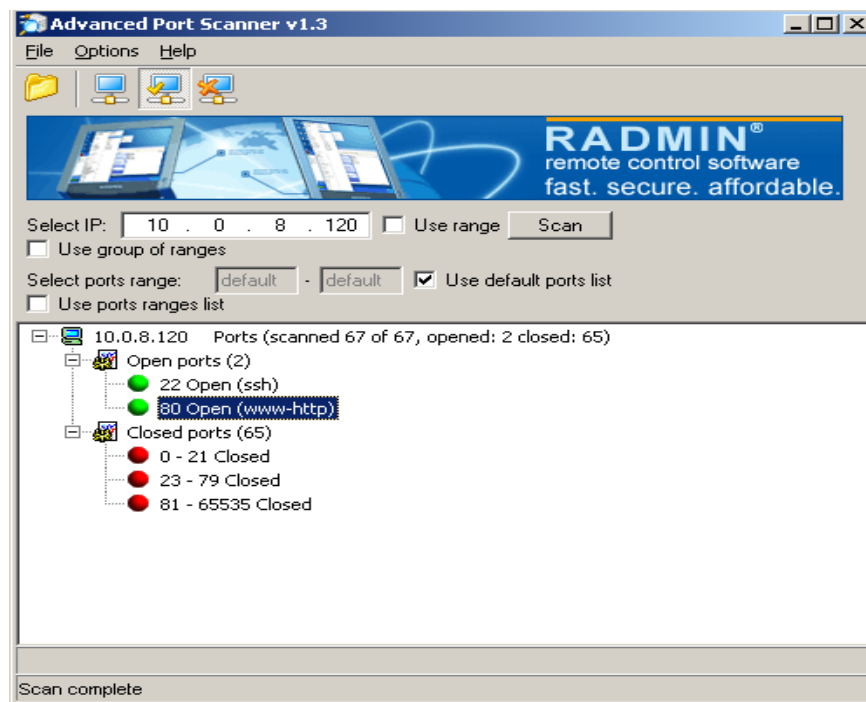 Advanced Port Scanner v1.3
File Options Help
RADMIN®
remote control software
fast. secure. affordable.
Select IP: 10 . 0 . 8 . 120 Use range Scan
Use group of ranges
Select ports range: default - default Use default ports list
Use ports ranges list
10.0.8.120 Ports (scanned 67 of 67, opened: 2 closed: 65)
Open ports (2)
22 Open (ssh)
80 Open (www-http)
Closed ports (65)
0 - 21 Closed
23 - 79 Closed
81 - 65535 Closed
Scan complete